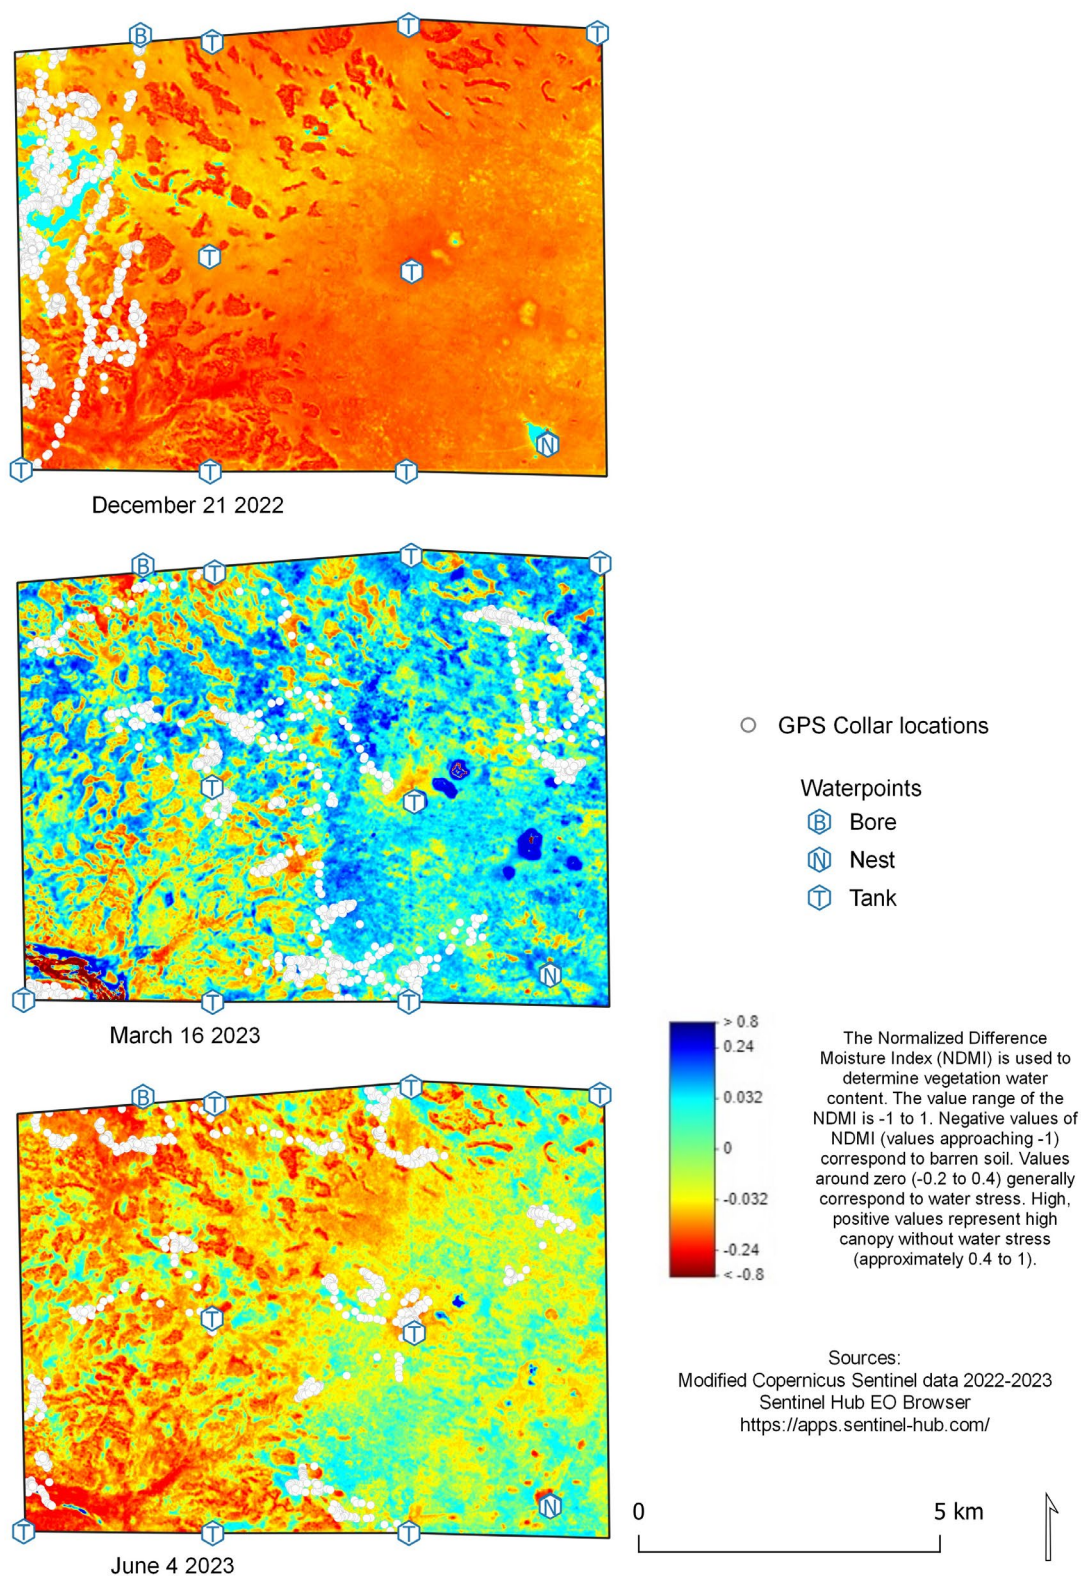 B
T
T
T
T
T
N
T
T
T
December 21 2022
B
T
T
T
T
T
N
T
T
T
March 16 2023
GPS Collar locations
Waterpoints
B Bore
N Nest
T Tank
> 0.8
0.24
0.032
0
-0.032
-0.24
< -0.8
The Normalized Difference
Moisture Index (NDMI) is used to
determine vegetation water
content. The value range of the
NDMI is -1 to 1. Negative values of
NDMI (values approaching -1)
correspond to barren soil. Values
around zero (-0.2 to 0.4) generally
correspond to water stress. High,
positive values represent high
canopy without water stress
(approximately 0.4 to 1).
B
T
T
T
T
T
N
T
T
T
June 4 2023
Sources:
Modified Copernicus Sentinel data 2022-2023
Sentinel Hub EO Browser
https://apps.sentinel-hub.com/
0 5 km